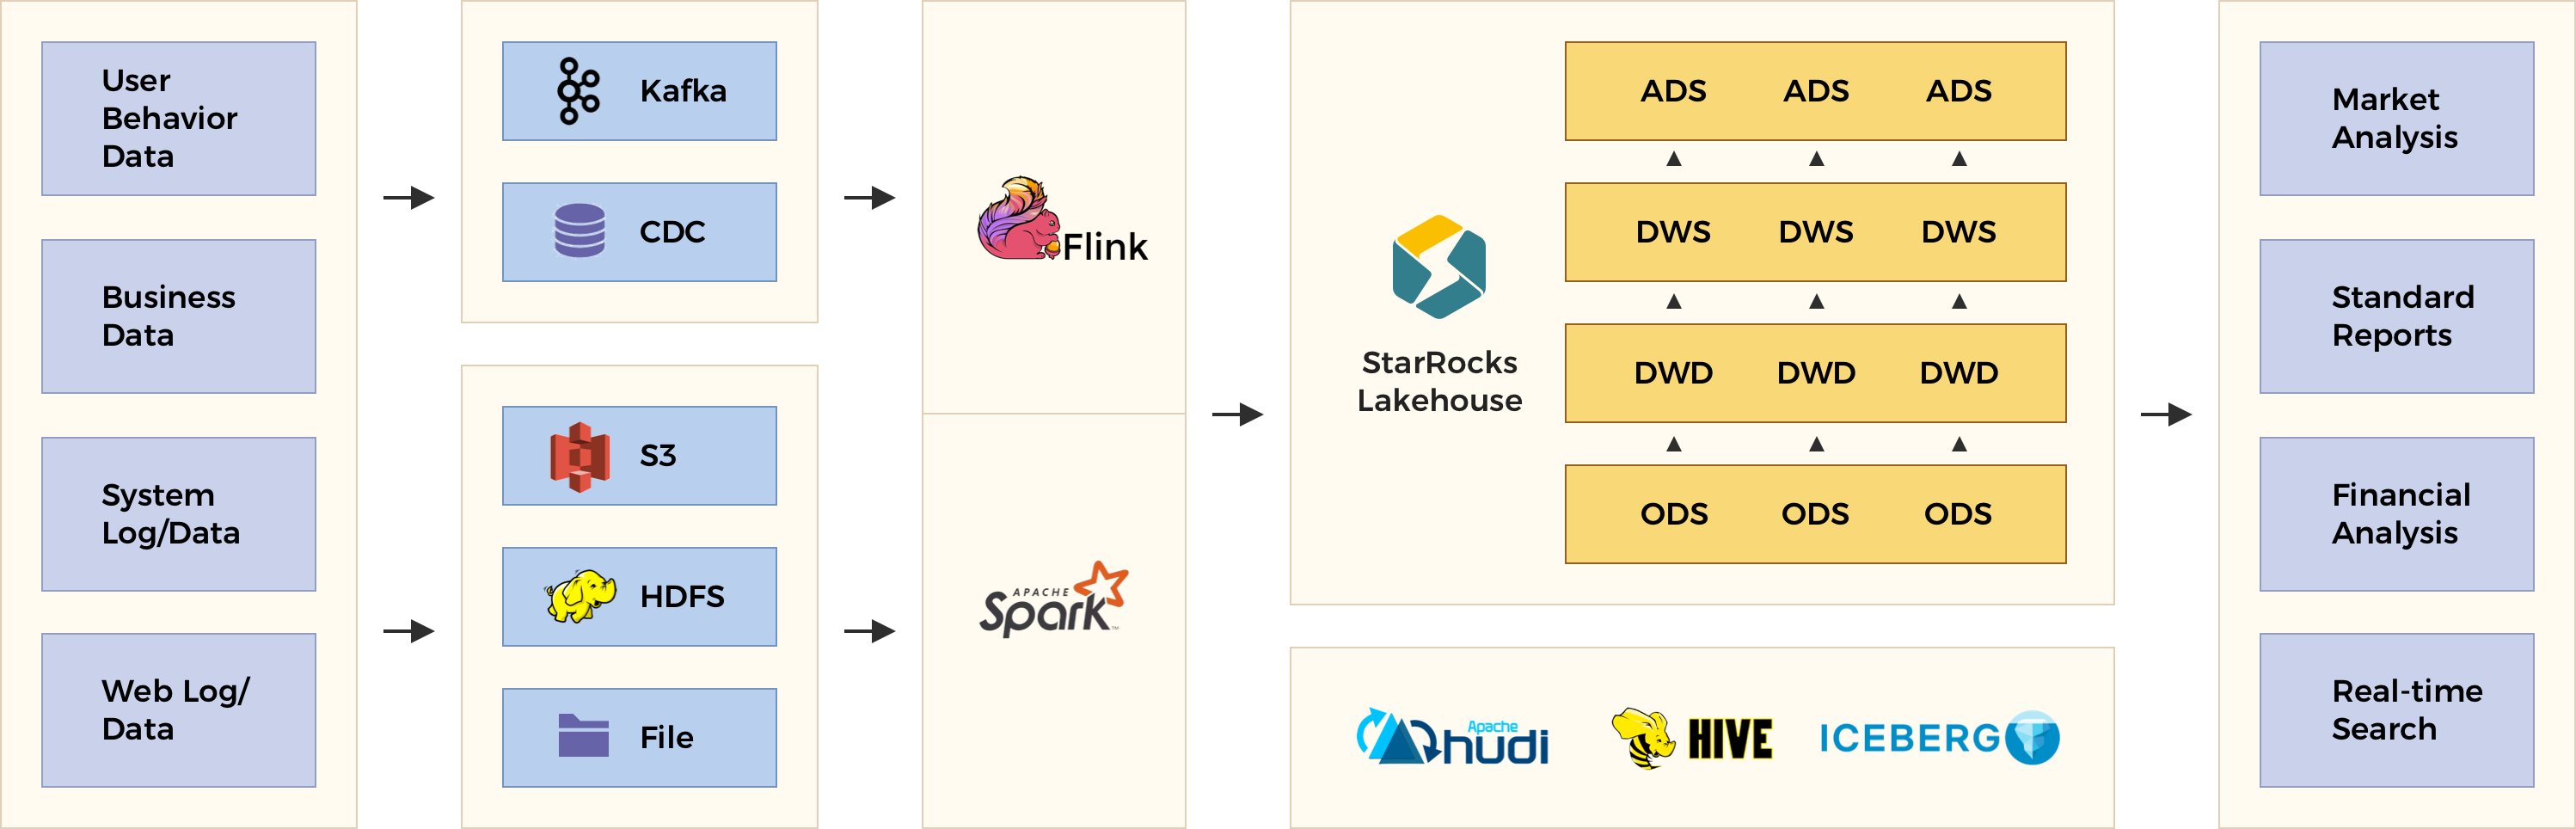 User
Behavior
Data
Business
Data
System
Log/Data
Web Log/
Data
Kafka
CDC
S3
HDFS
File
Flink
APACHE
Spark™
StarRocks
Lakehouse
ADS ADS ADS
DWS DWS DWS
DWD DWD DWD
ODS ODS ODS
Apache
hudi
HIVE
ICEBERG
Market
Analysis
Standard
Reports
Financial
Analysis
Real-time
Search